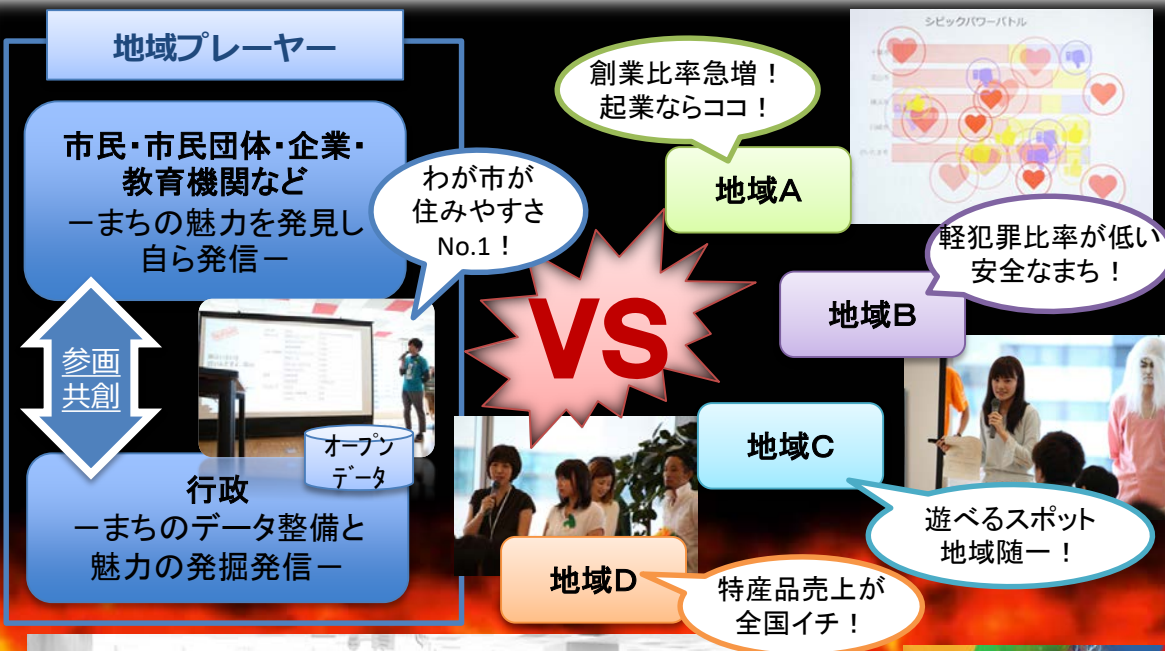 地域プレーヤー
市民・市民団体・企業・
教育機関など
－まちの魅力を発見し
自ら発信－
わが市が
住みやすさ
No.1！
参画
共創
オープン
データ
行政
－まちのデータ整備と
魅力の発掘発信－
VS
シビックパワーバトル
創業比率急増！
起業ならココ！
地域A
軽犯罪比率が低い
安全なまち！
地域B
地域C
遊べるスポット
地域随一！
地域D
特産品売上が
全国イチ！